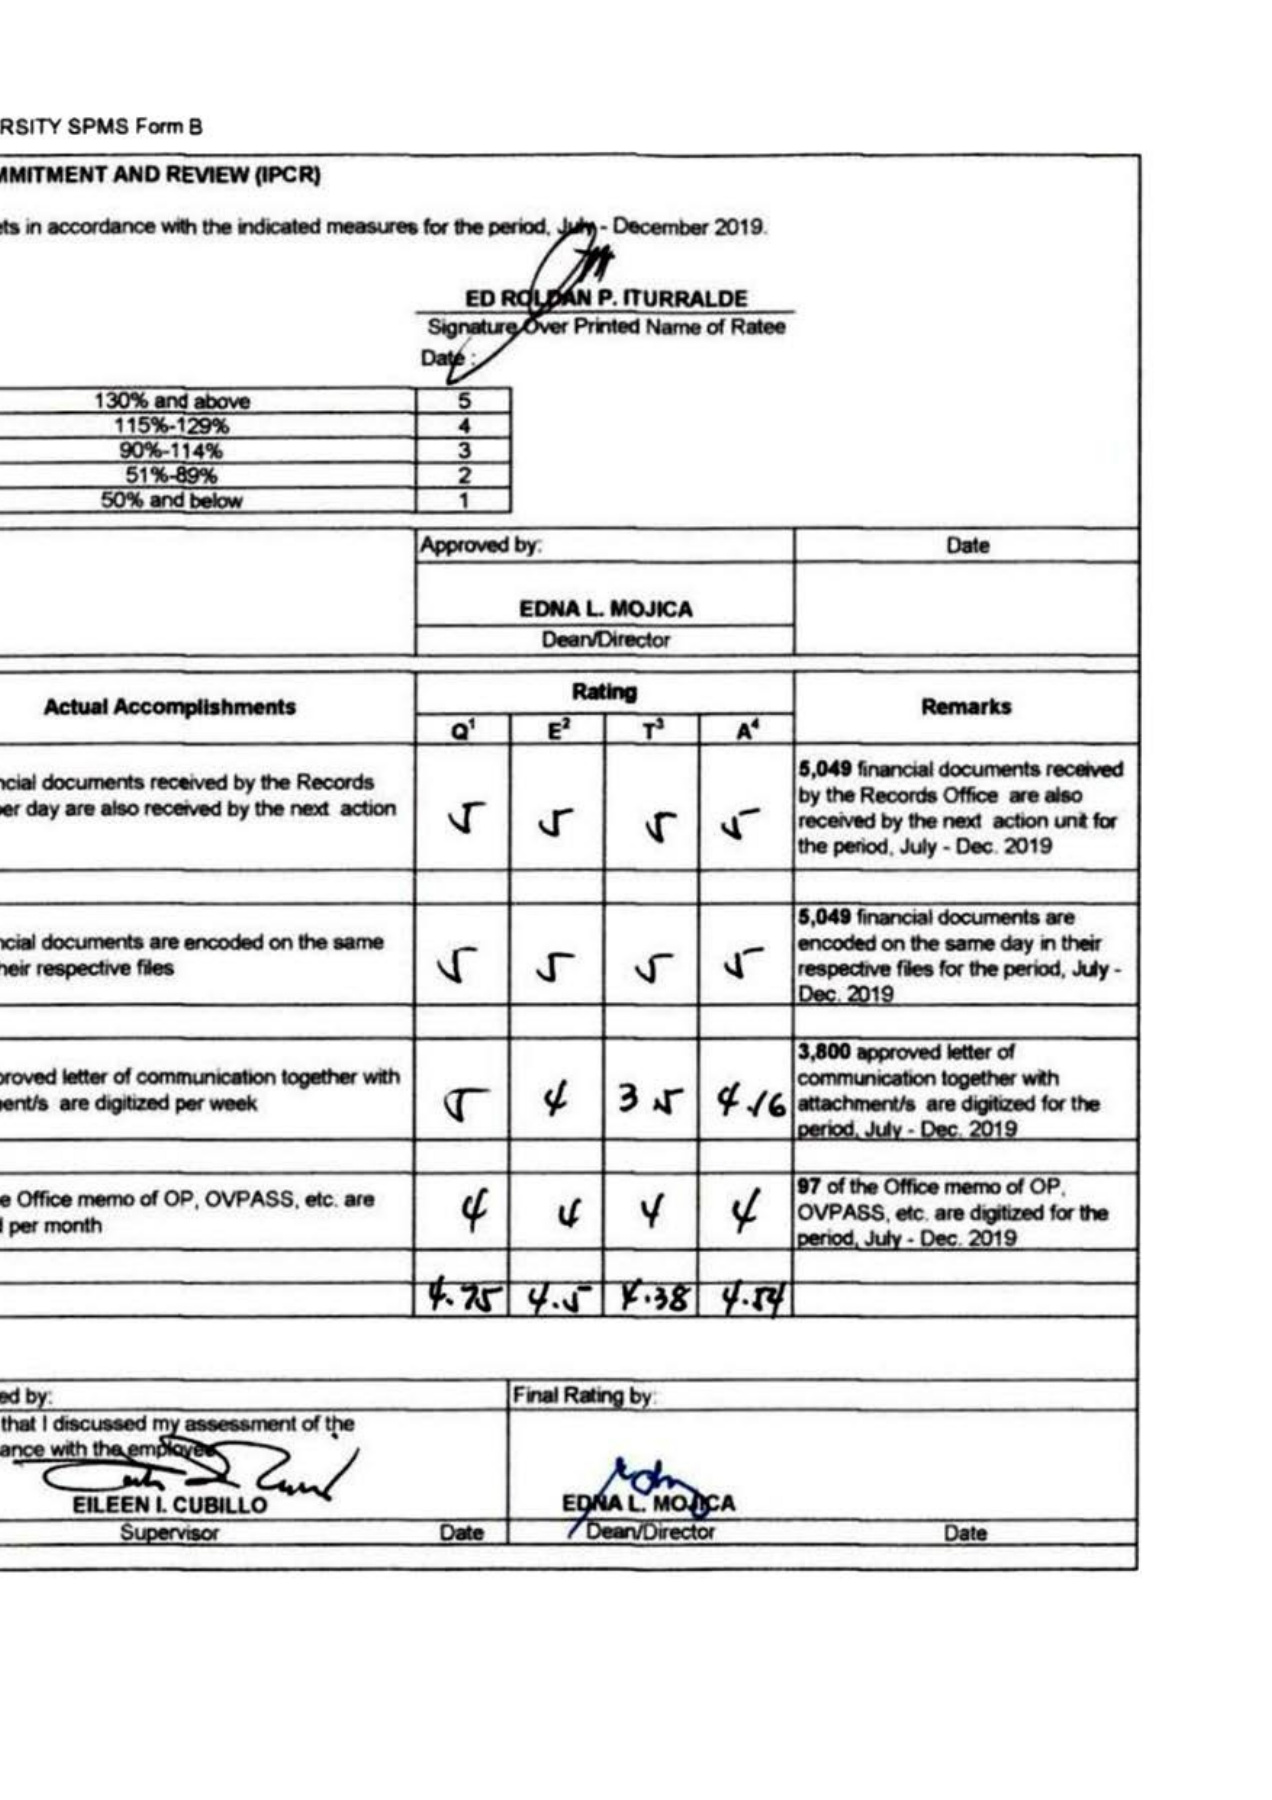 RSITY SPMS Form B
MMITMENT AND REVIEW (IPCR)
ets in accordance with the indicated measures for the period, July - December 2019.
ED ROLDAN P. ITURRALDE
Signature Over Printed Name of Ratee
Date :
130% and above 5
115%-129% 4
90%-114% 3
51%-89% 2
50% and below 1
Approved by: Date
EDNA L. MOJICA
Dean/Director
Actual Accomplishments Rating Remarks
Q¹ E² T³ A⁴
ncial documents received by the Records
er day are also received by the next action
5 5 5 5
5,049 financial documents received
by the Records Office are also
received by the next action unit for
the period, July - Dec. 2019
ncial documents are encoded on the same
heir respective files
5 5 5 5
5,049 financial documents are
encoded on the same day in their
respective files for the period, July -
Dec. 2019
proved letter of communication together with
ent/s are digitized per week
5 4 3.5 4.16
3,800 approved letter of
communication together with
attachment/s are digitized for the
period, July - Dec. 2019
e Office memo of OP, OVPASS, etc. are
per month
4 4 4 4
97 of the Office memo of OP,
OVPASS, etc. are digitized for the
period, July - Dec. 2019
4.75 4.5 4.38 4.54
ed by: Final Rating by:
that I discussed my assessment of the
ance with the employee
EILEEN I. CUBILLO EDNA L. MOJICA
Supervisor Date Dean/Director Date